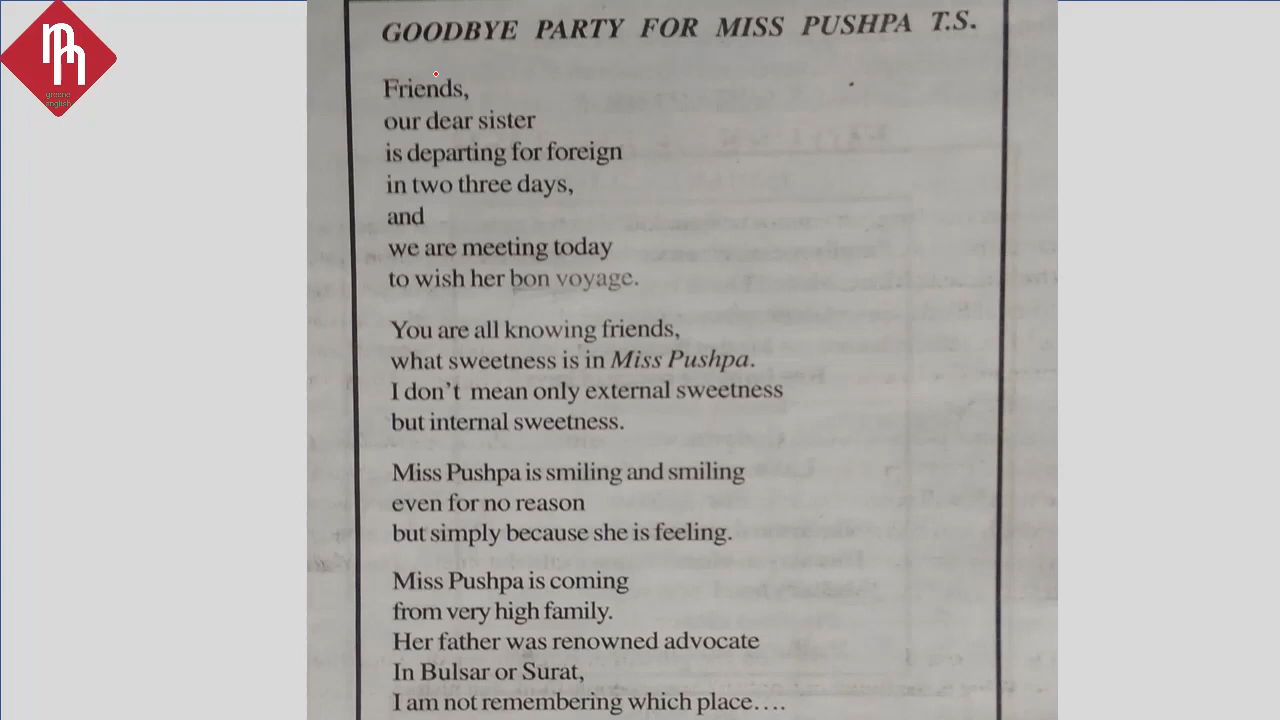 greene
english
GOODBYE PARTY FOR MISS PUSHPA T.S.
Friends,
our dear sister
is departing for foreign
in two three days,
and
we are meeting today
to wish her bon voyage.
You are all knowing friends,
what sweetness is in Miss Pushpa.
I don't mean only external sweetness
but internal sweetness.
Miss Pushpa is smiling and smiling
even for no reason
but simply because she is feeling.
Miss Pushpa is coming
from very high family.
Her father was renowned advocate
In Bulsar or Surat,
I am not remembering which place....